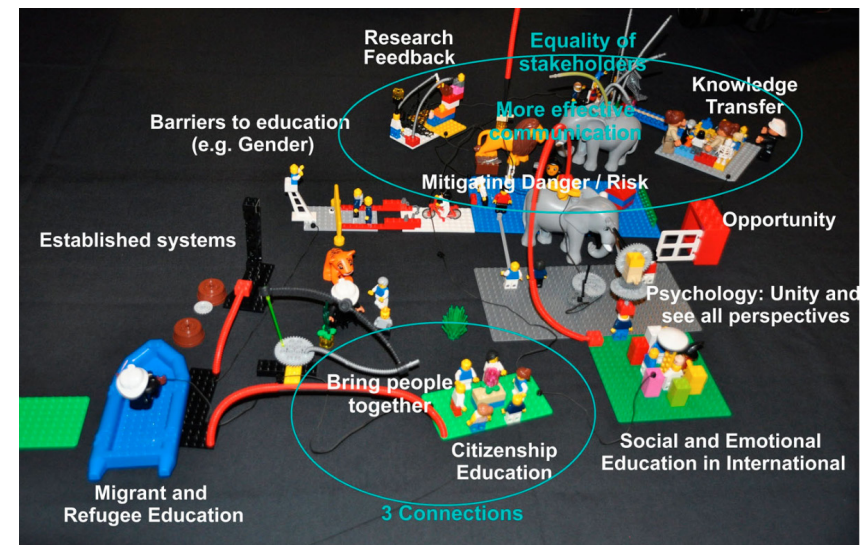 Research
Feedback
Equality of
stakeholders
Knowledge
Transfer
More effective
communication
Barriers to education
(e.g. Gender)
Mitigating Danger / Risk
Opportunity
Established systems
Psychology: Unity and
see all perspectives
Bring people
together
Citizenship
Education
Social and Emotional
Education in International
Migrant and
Refugee Education
3 Connections